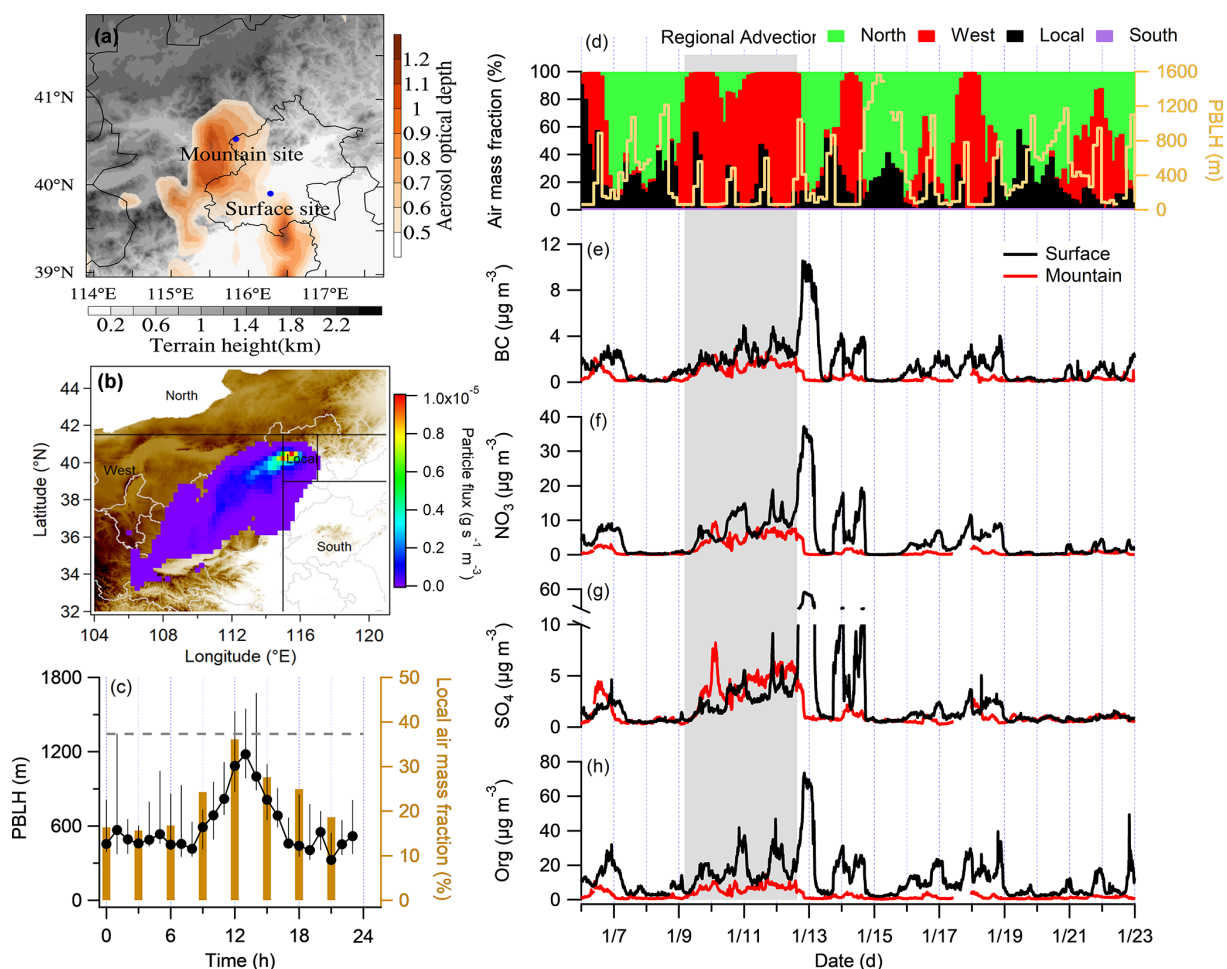 (a)
41°N
40°N
39°N
114°E
115°E
116°E
117°E
Mountain site
Surface site
1.2
1.1
1
0.9
0.8
0.7
0.6
0.5
Aerosol optical depth
0.2
0.6
1
1.4
1.8
2.2
Terrain height(km)
(b)
44
42
40
38
36
34
32
Latitude (°N)
North
West
Local
South
104
108
112
116
120
Longitude (°E)
1.0x10-5
0.8
0.6
0.4
0.2
0.0
Particle flux (g s-1 m-3)
(c)
1800
1200
600
0
PBLH (m)
50
40
30
20
10
0
Local air mass fraction (%)
0
6
12
18
24
Time (h)
(d)
Regional Advection
North
West
Local
South
100
80
60
40
20
0
Air mass fraction (%)
1600
1200
800
400
0
PBLH (m)
(e)
Surface
Mountain
12
8
4
0
BC (µg m-3)
(f)
40
30
20
10
0
NO3 (µg m-3)
(g)
60
10
5
0
SO4 (µg m-3)
(h)
80
60
40
20
0
Org (µg m-3)
1/7
1/9
1/11
1/13
1/15
1/17
1/19
1/21
1/23
Date (d)